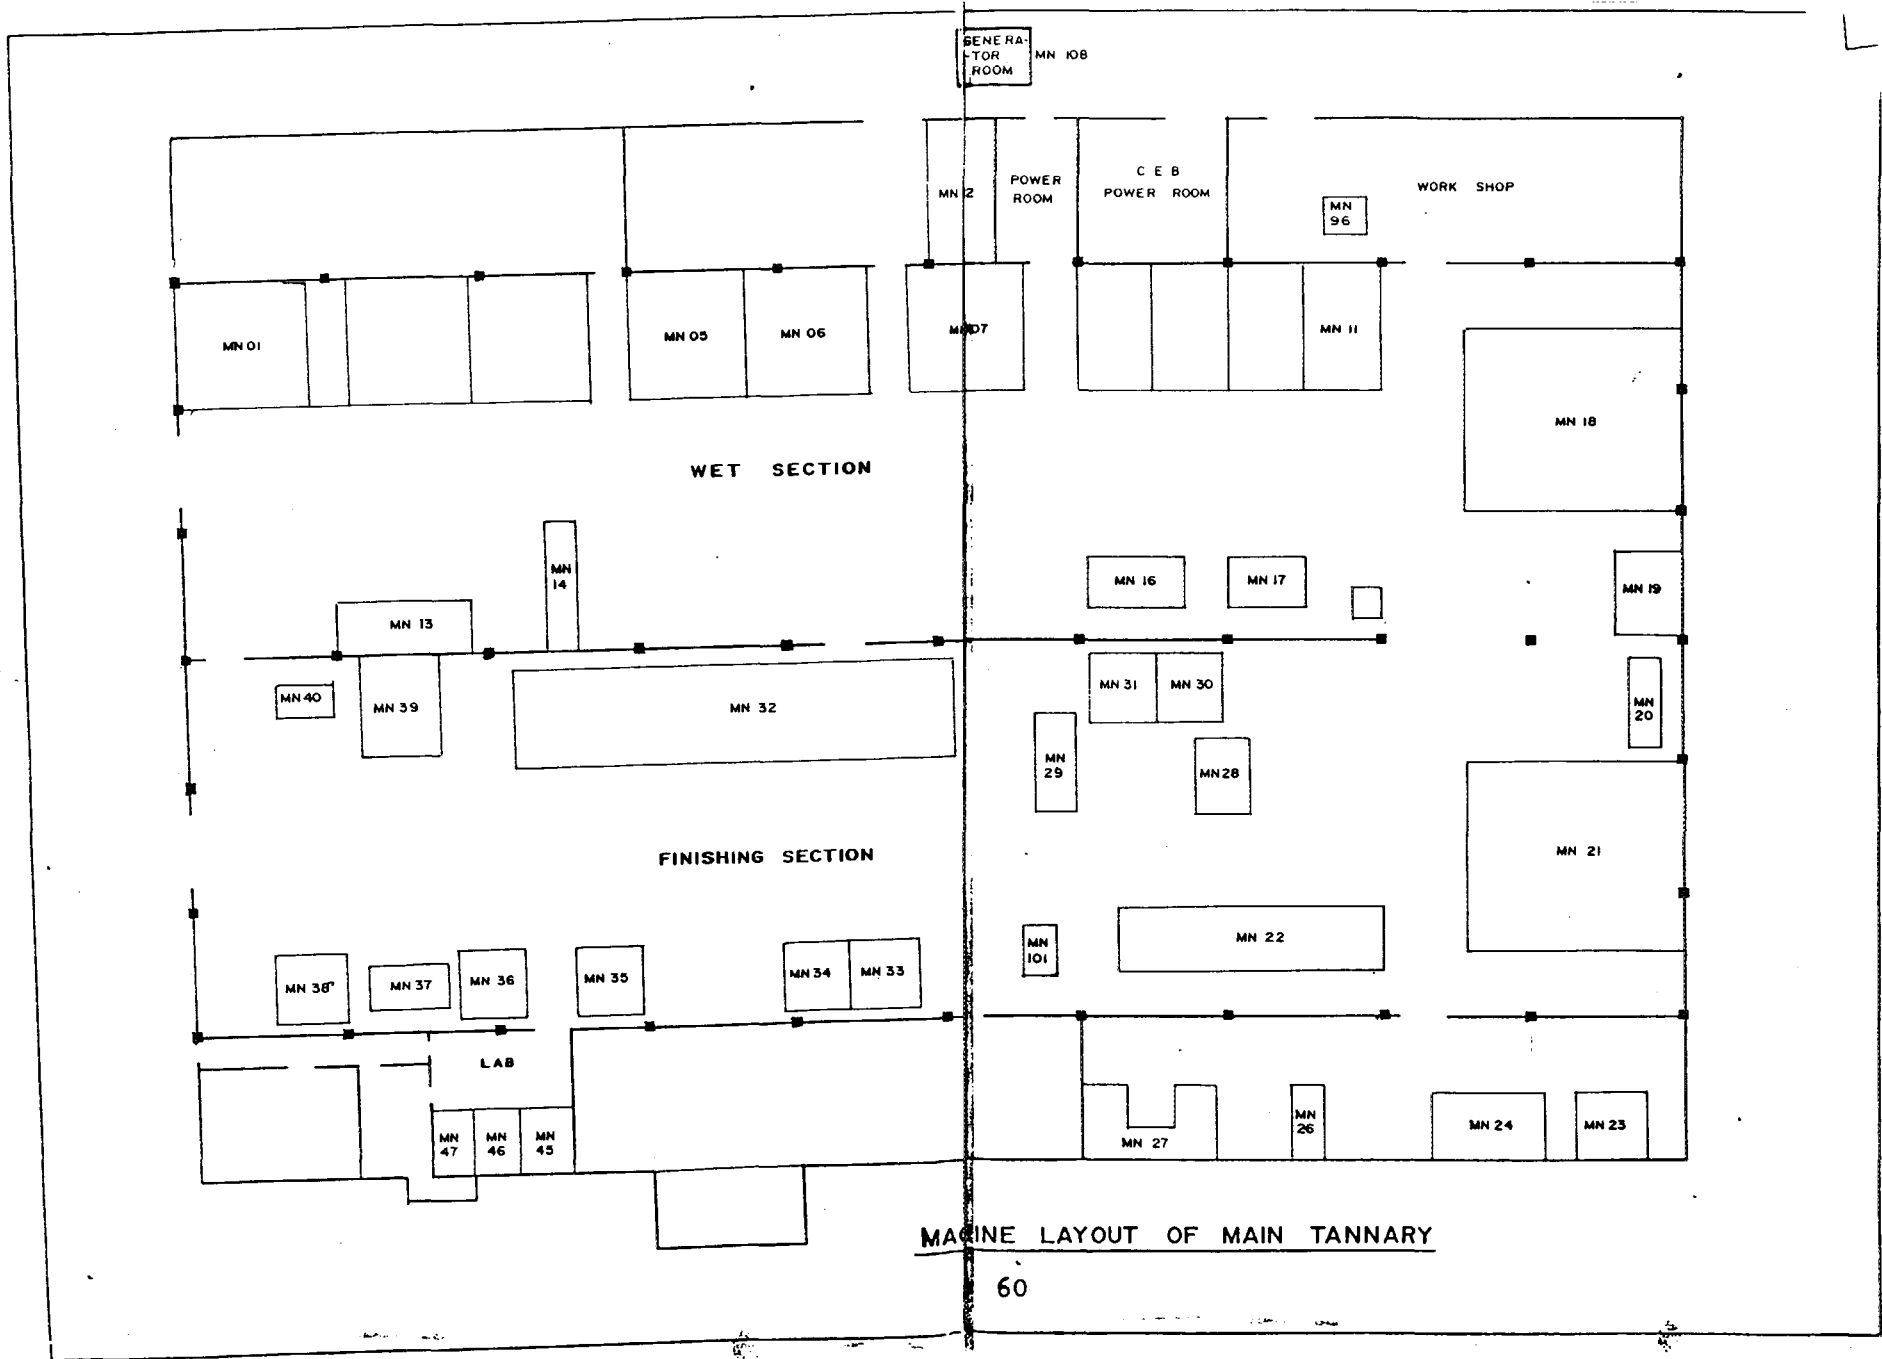 GENERA-
-TOR
ROOM
MN 108
MN 12
POWER
ROOM
C E B
POWER ROOM
MN
96
WORK SHOP
MN 01
MN 05
MN 06
MN 07
MN 11
MN 18
WET SECTION
MN
14
MN 16
MN 17
MN 19
MN 13
MN 40
MN 39
MN 32
MN 31
MN 30
MN
20
MN
29
MN 28
FINISHING SECTION
MN 21
MN 22
MN
101
MN 38
MN 37
MN 36
MN 35
MN 34
MN 33
LAB
MN
47
MN
46
MN
45
MN 27
MN
26
MN 24
MN 23
MACINE LAYOUT OF MAIN TANNARY
60